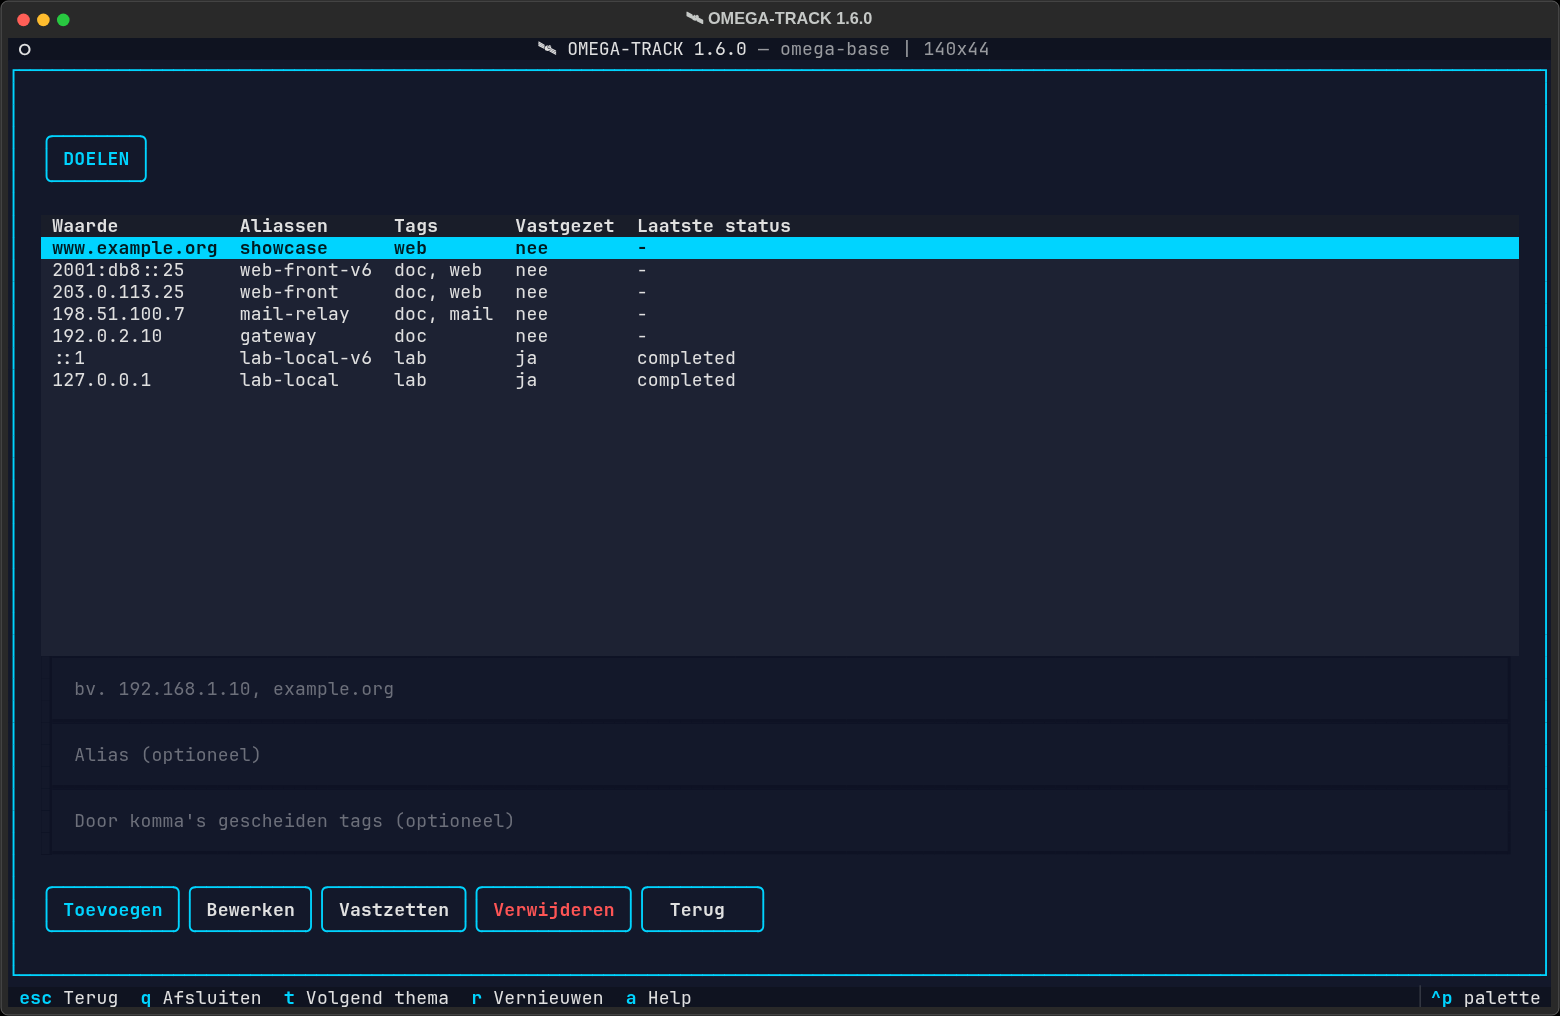 🛰 OMEGA-TRACK 1.6.0
🛰 OMEGA-TRACK 1.6.0 — omega-base | 140x44
DOELEN
Waarde Aliassen Tags Vastgezet Laatste status
www.example.org showcase web nee -
2001:db8::25 web-front-v6 doc, web nee -
203.0.113.25 web-front doc, web nee -
198.51.100.7 mail-relay doc, mail nee -
192.0.2.10 gateway doc nee -
::1 lab-local-v6 lab ja completed
127.0.0.1 lab-local lab ja completed
bv. 192.168.1.10, example.org
Alias (optioneel)
Door komma's gescheiden tags (optioneel)
Toevoegen Bewerken Vastzetten Verwijderen Terug
esc Terug q Afsluiten t Volgend thema r Vernieuwen a Help ^p palette